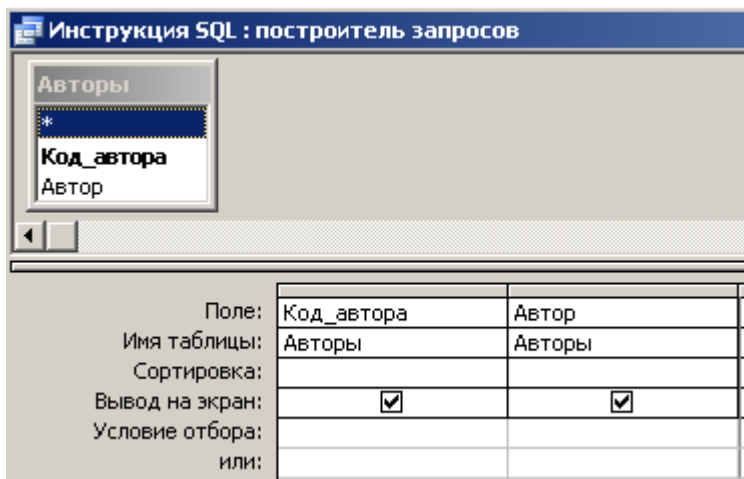 Инструкция SQL : построитель запросов
Авторы
*
Код_автора
Автор
Поле: Код_автора Автор
Имя таблицы: Авторы Авторы
Сортировка:
Вывод на экран:
Условие отбора:
или: